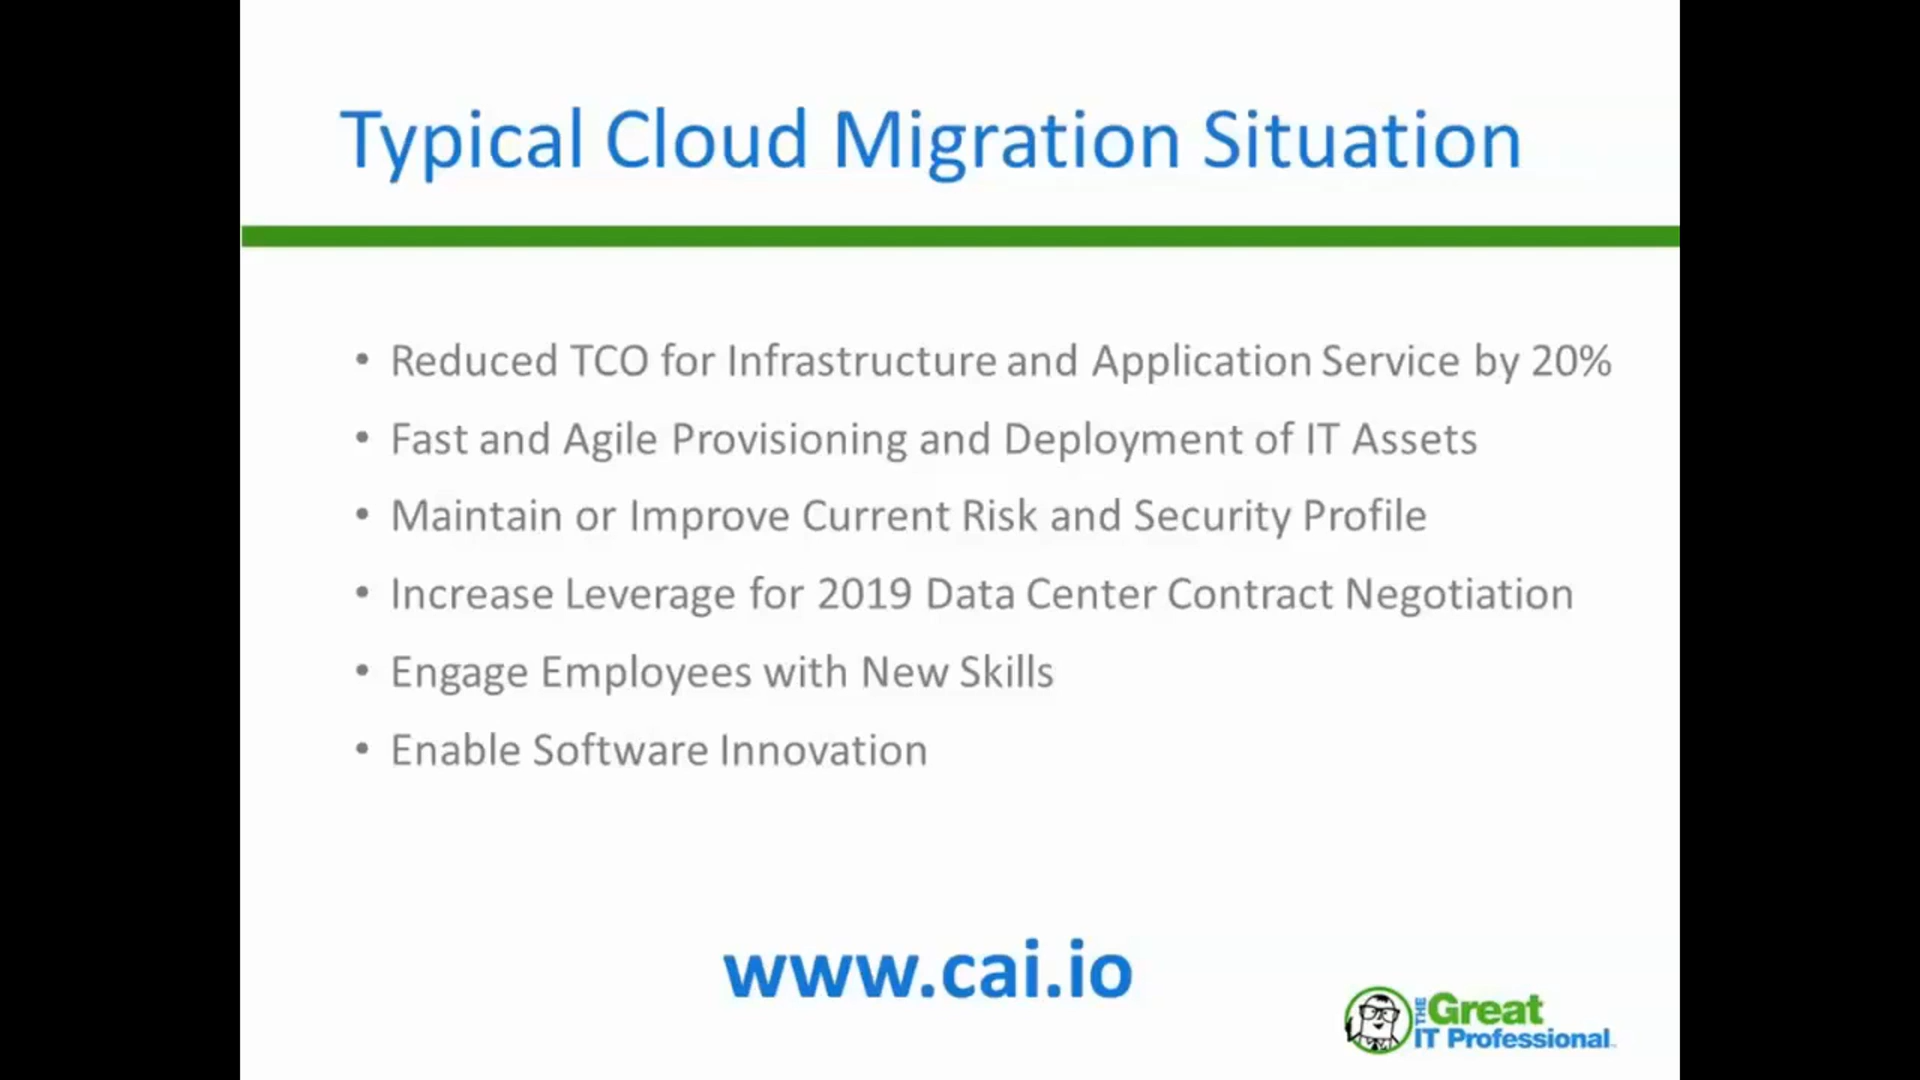 Typical Cloud Migration Situation
• Reduced TCO for Infrastructure and Application Service by 20%
• Fast and Agile Provisioning and Deployment of IT Assets
• Maintain or Improve Current Risk and Security Profile
• Increase Leverage for 2019 Data Center Contract Negotiation
• Engage Employees with New Skills
• Enable Software Innovation
www.cai.io
THE Great
IT Professional